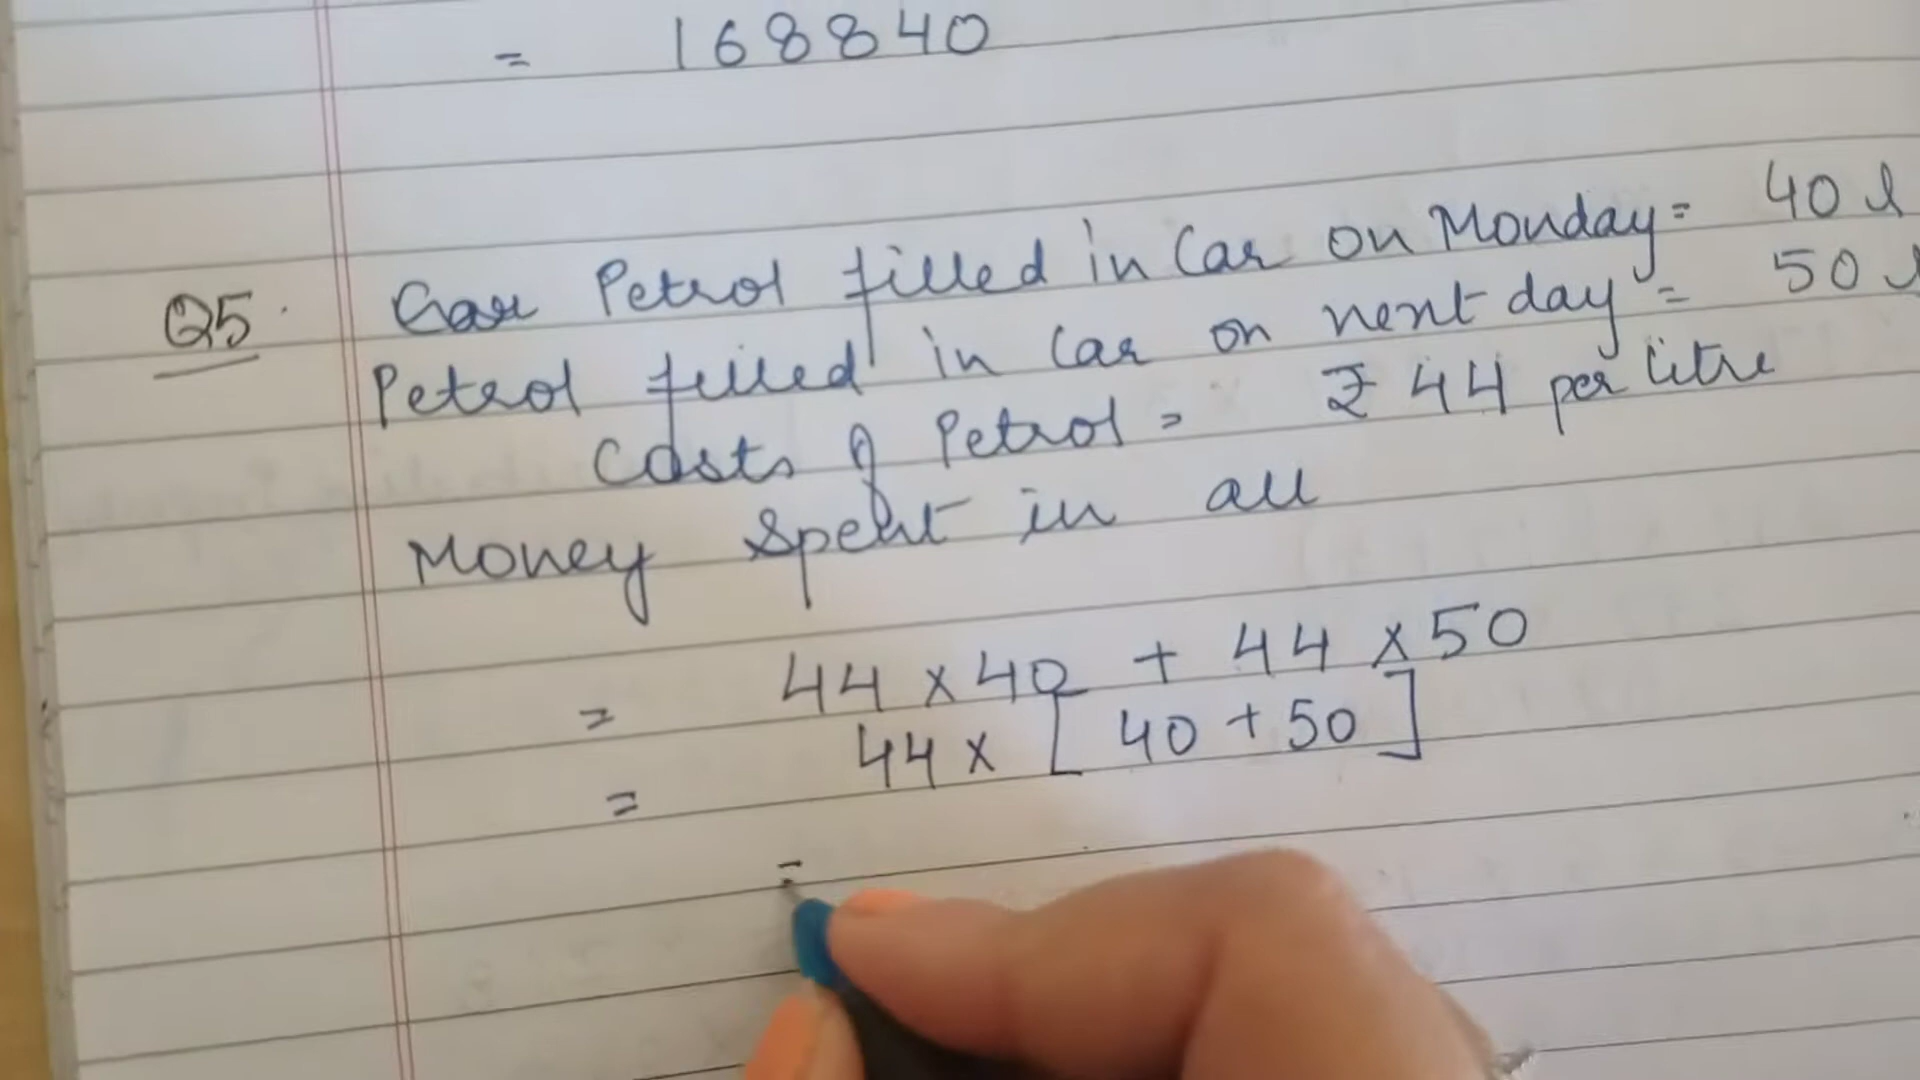 = 168840
Q5. Petrol filled in Car on Monday = 40 l
Petrol filled in Car on next day = 50 l
Costs of Petrol = ₹ 44 per litre
Money Spent in all
= 44 × 40 + 44 × 50
= 44 × [ 40 + 50 ]
=